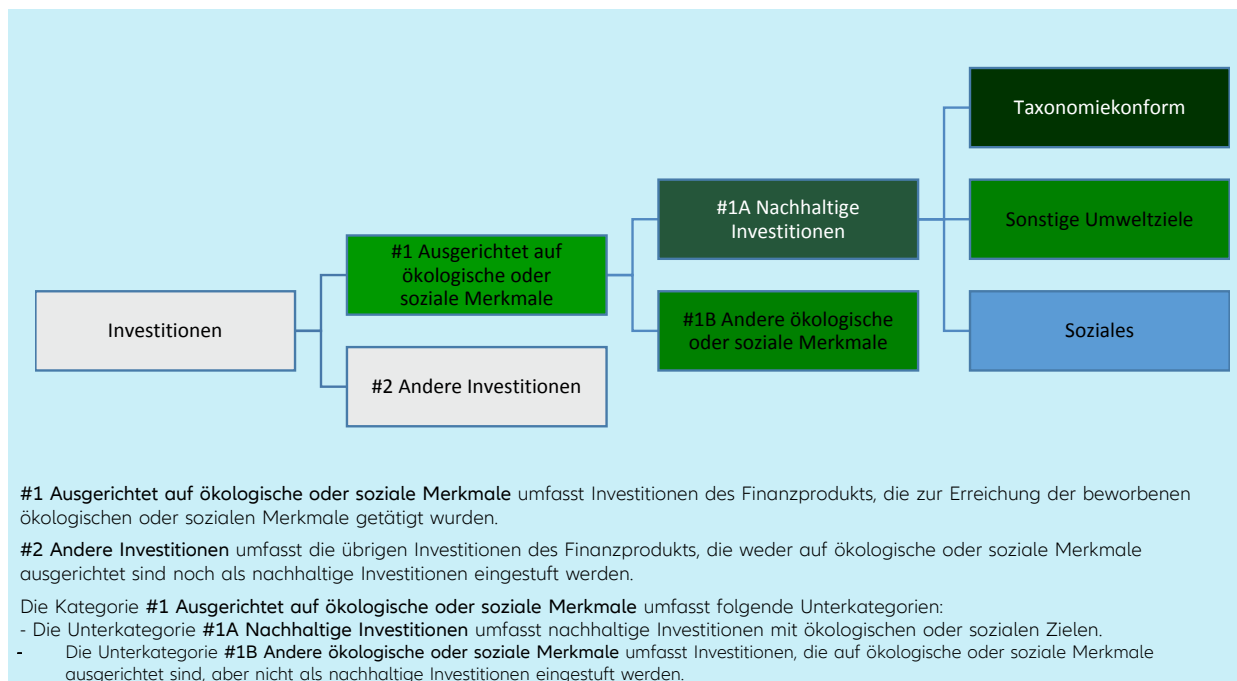 Taxonomiekonform
#1A Nachhaltige
Investitionen
Sonstige Umweltziele
#1 Ausgerichtet auf
ökologische oder
soziale Merkmale
Investitionen
#1B Andere ökologische
oder soziale Merkmale
Soziales
#2 Andere Investitionen
#1 Ausgerichtet auf ökologische oder soziale Merkmale umfasst Investitionen des Finanzprodukts, die zur Erreichung der beworbenen
ökologischen oder sozialen Merkmale getätigt wurden.
#2 Andere Investitionen umfasst die übrigen Investitionen des Finanzprodukts, die weder auf ökologische oder soziale Merkmale
ausgerichtet sind noch als nachhaltige Investitionen eingestuft werden.
Die Kategorie #1 Ausgerichtet auf ökologische oder soziale Merkmale umfasst folgende Unterkategorien:
- Die Unterkategorie #1A Nachhaltige Investitionen umfasst nachhaltige Investitionen mit ökologischen oder sozialen Zielen.
- Die Unterkategorie #1B Andere ökologische oder soziale Merkmale umfasst Investitionen, die auf ökologische oder soziale Merkmale
ausgerichtet sind, aber nicht als nachhaltige Investitionen eingestuft werden.